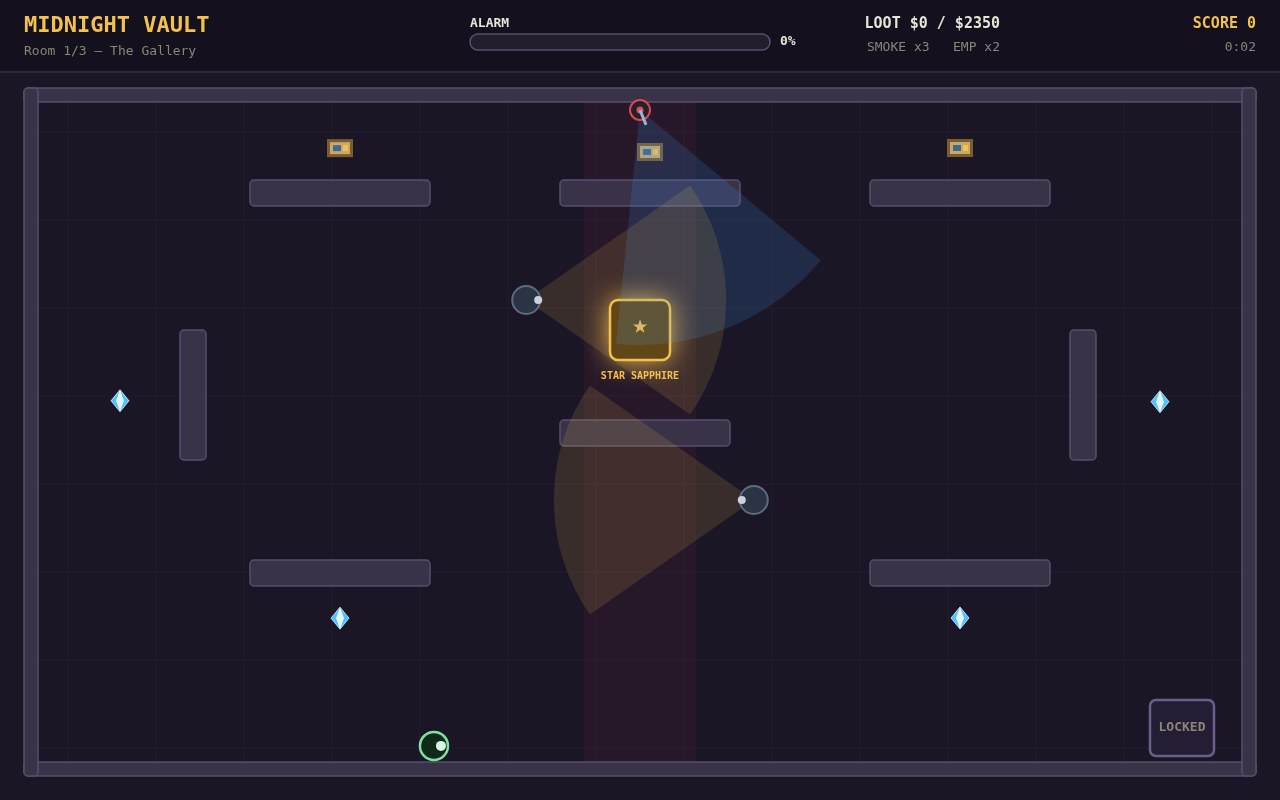 MIDNIGHT VAULT
Room 1/3 — The Gallery
ALARM
0%
LOOT $0 / $2350
SMOKE x3 EMP x2
SCORE 0
0:02
STAR SAPPHIRE
LOCKED